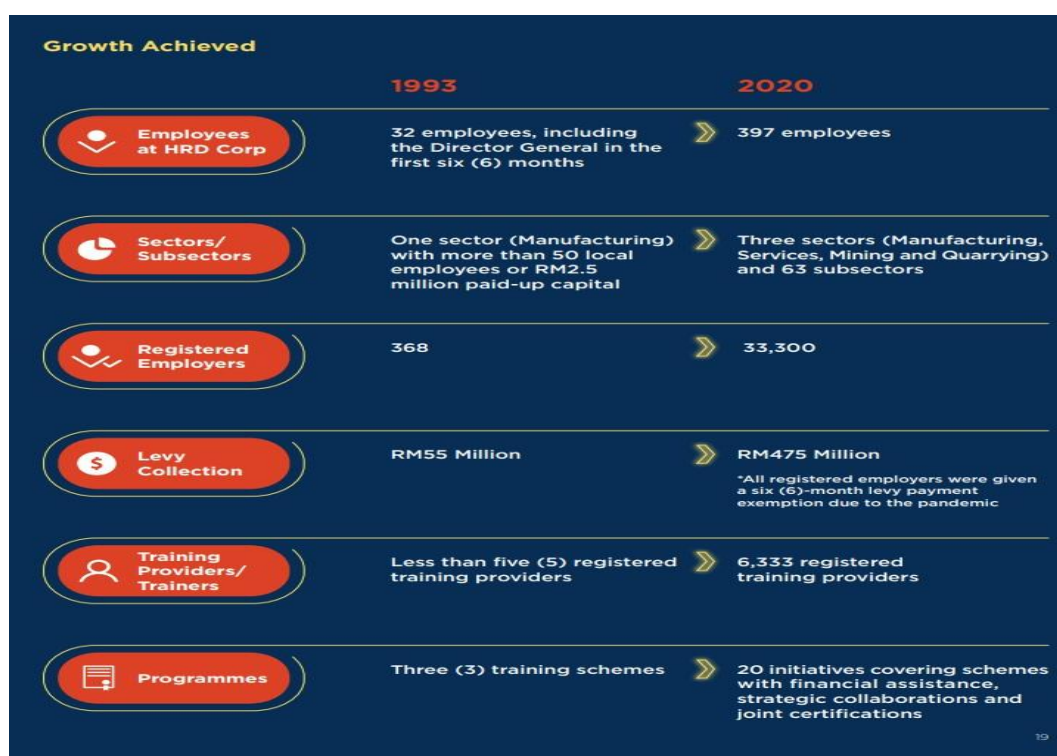 Growth Achieved
1993
2020
Employees
at HRD Corp
32 employees, including
the Director General in the
first six (6) months
397 employees
Sectors/
Subsectors
One sector (Manufacturing)
with more than 50 local
employees or RM2.5
million paid-up capital
Three sectors (Manufacturing,
Services, Mining and Quarrying)
and 63 subsectors
Registered
Employers
368
33,300
$
Levy
Collection
RM55 Million
RM475 Million
*All registered employers were given
a six (6)-month levy payment
exemption due to the pandemic
Training
Providers/
Trainers
Less than five (5) registered
training providers
6,333 registered
training providers
Programmes
Three (3) training schemes
20 initiatives covering schemes
with financial assistance,
strategic collaborations and
joint certifications
19